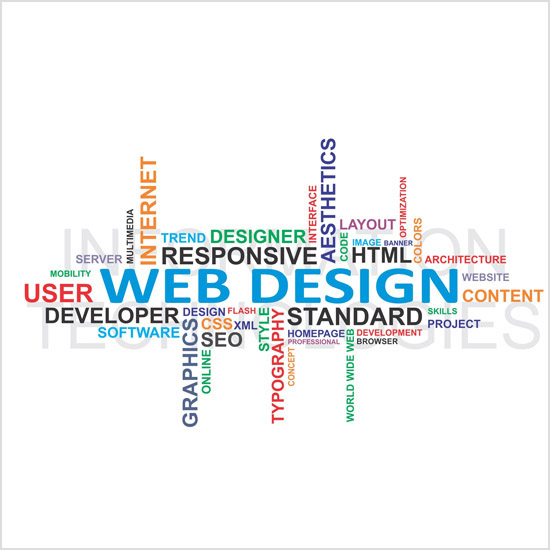 INFORMATION
TECHNOLOGIES
MULTIMEDIA
INTERNET
INTERFACE
AESTHETICS
OPTIMIZATION
LAYOUT
COLORS
TREND
DESIGNER
CODE
IMAGE
BANNER
SERVER
RESPONSIVE
HTML
ARCHITECTURE
MOBILITY
WEBSITE
USER
WEB DESIGN
CONTENT
DEVELOPER
DESIGN
FLASH
STANDARD
SKILLS
SOFTWARE
CSS
XML
STYLE
PROJECT
GRAPHICS
ONLINE
SEO
TYPOGRAPHY
CONCEPT
HOMEPAGE
PROFESSIONAL
WORLD WIDE WEB
DEVELOPMENT
BROWSER